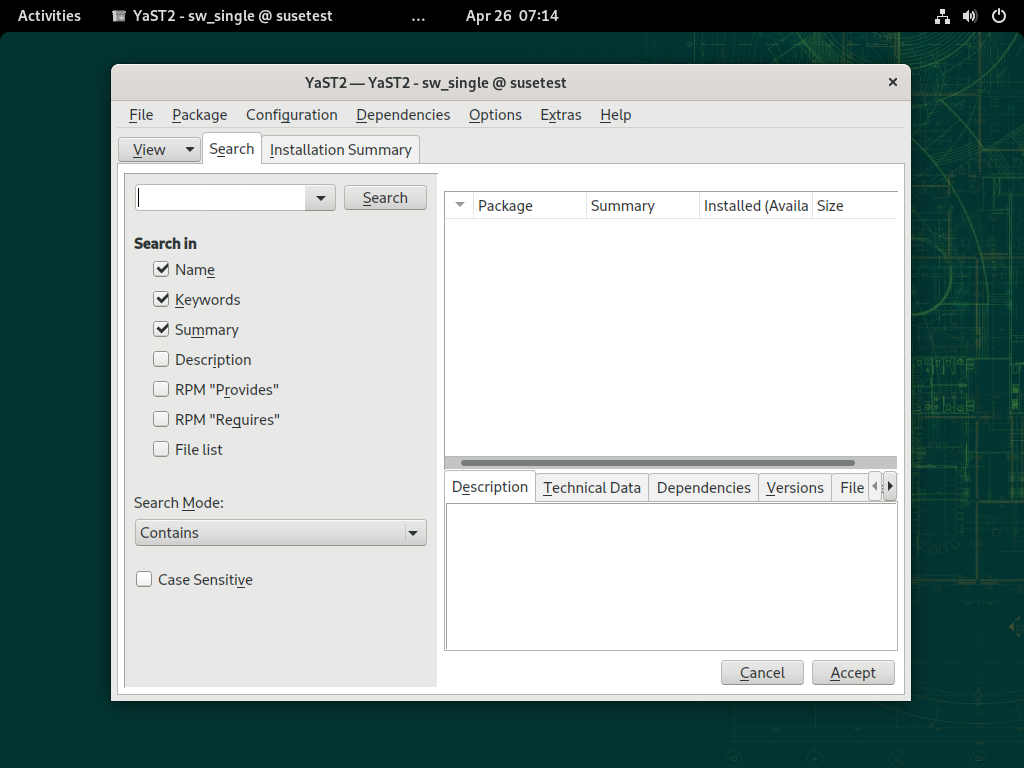 Activities YaST2 - sw_single @ susetest ... Apr 26 07:14
YaST2 — YaST2 - sw_single @ susetest
File Package Configuration Dependencies Options Extras Help
View Search Installation Summary
Search
Package Summary Installed (Availa Size
Search in
Name
Keywords
Summary
Description
RPM "Provides"
RPM "Requires"
File list
Search Mode:
Contains
Case Sensitive
Description Technical Data Dependencies Versions File
Cancel Accept